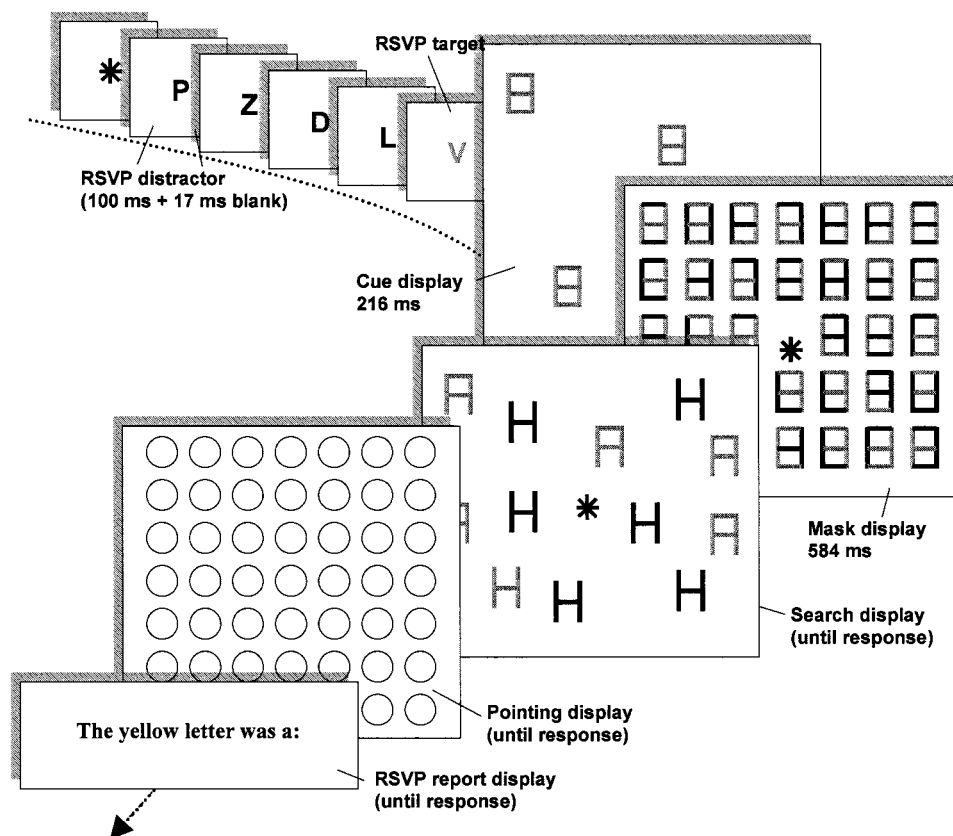 RSVP target
* P Z D L V
RSVP distractor
(100 ms + 17 ms blank)
Cue display
216 ms
*
Mask display
584 ms
A H H
A A
H * H
A A
H H H
Search display
(until response)
Pointing display
(until response)
The yellow letter was a:
RSVP report display
(until response)